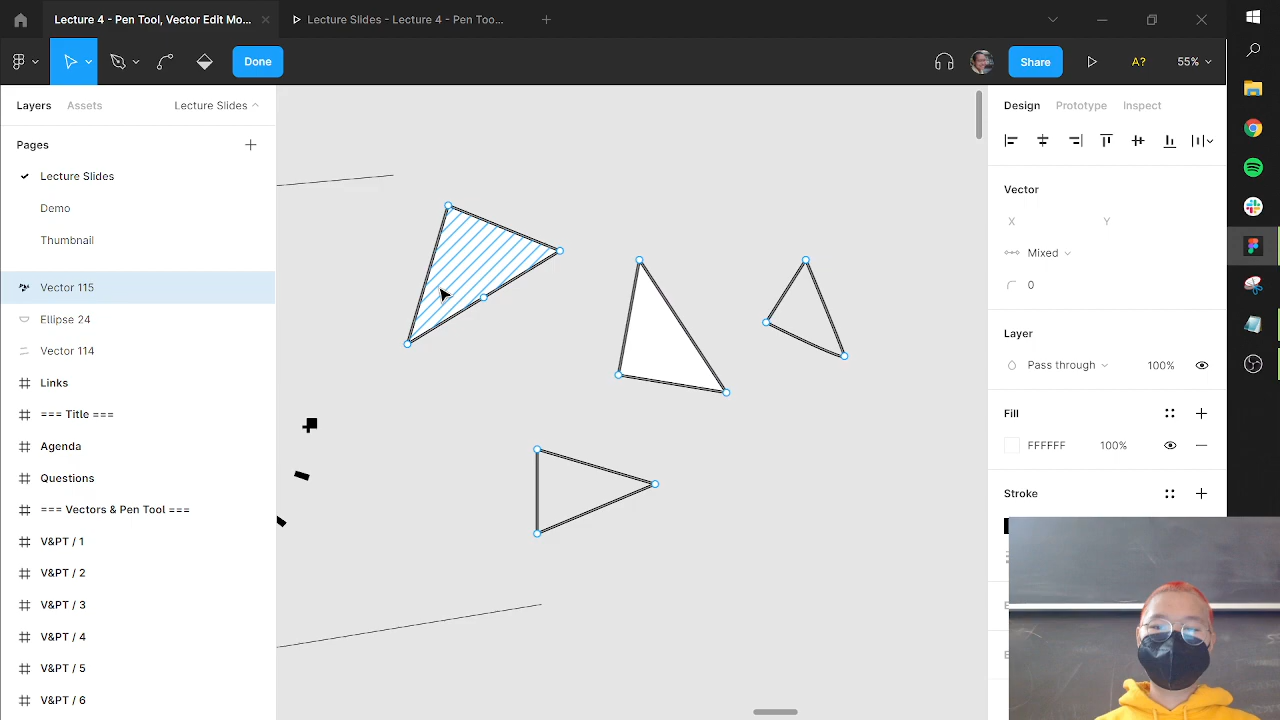 Lecture 4 - Pen Tool, Vector Edit Mo...
Lecture Slides - Lecture 4 - Pen Too...
Done
Share
A?
55%
Layers
Assets
Lecture Slides
Design
Prototype
Inspect
Pages
Lecture Slides
Demo
Thumbnail
Vector 115
Ellipse 24
Vector 114
Links
=== Title ===
Agenda
Questions
=== Vectors & Pen Tool ===
V&PT / 1
V&PT / 2
V&PT / 3
V&PT / 4
V&PT / 5
V&PT / 6
Vector
X
Y
Mixed
0
Layer
Pass through
100%
Fill
FFFFFF
100%
Stroke